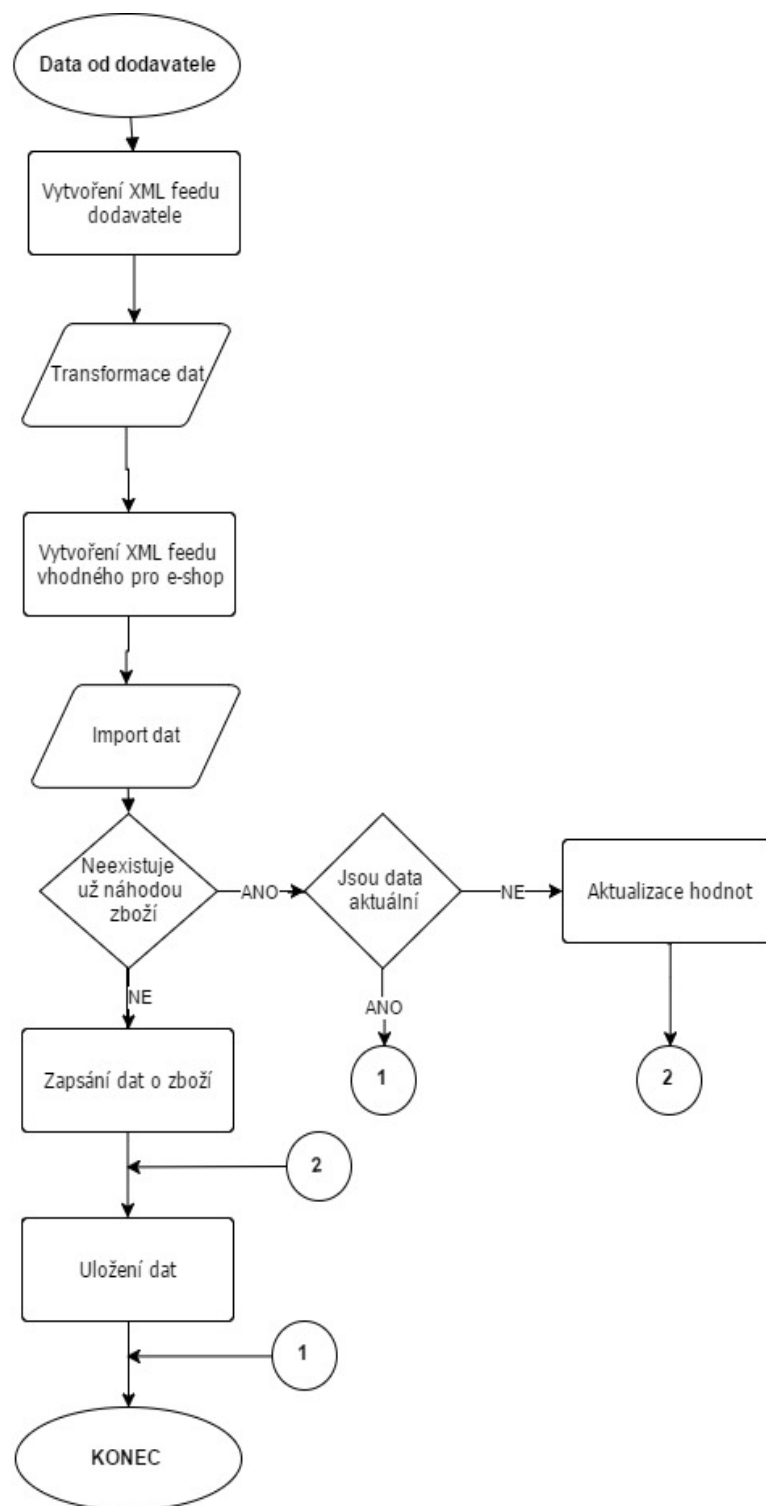 Data od dodavatele
Vytvoření XML feedu
dodavatele
Transformace dat
Vytvoření XML feedu
vhodného pro e-shop
Import dat
Neexistuje
už náhodou
zboží
ANO
Jsou data
aktuální
NE
Aktualizace hodnot
NE
ANO
Zapsání dat o zboží
1
2
2
Uložení dat
1
KONEC